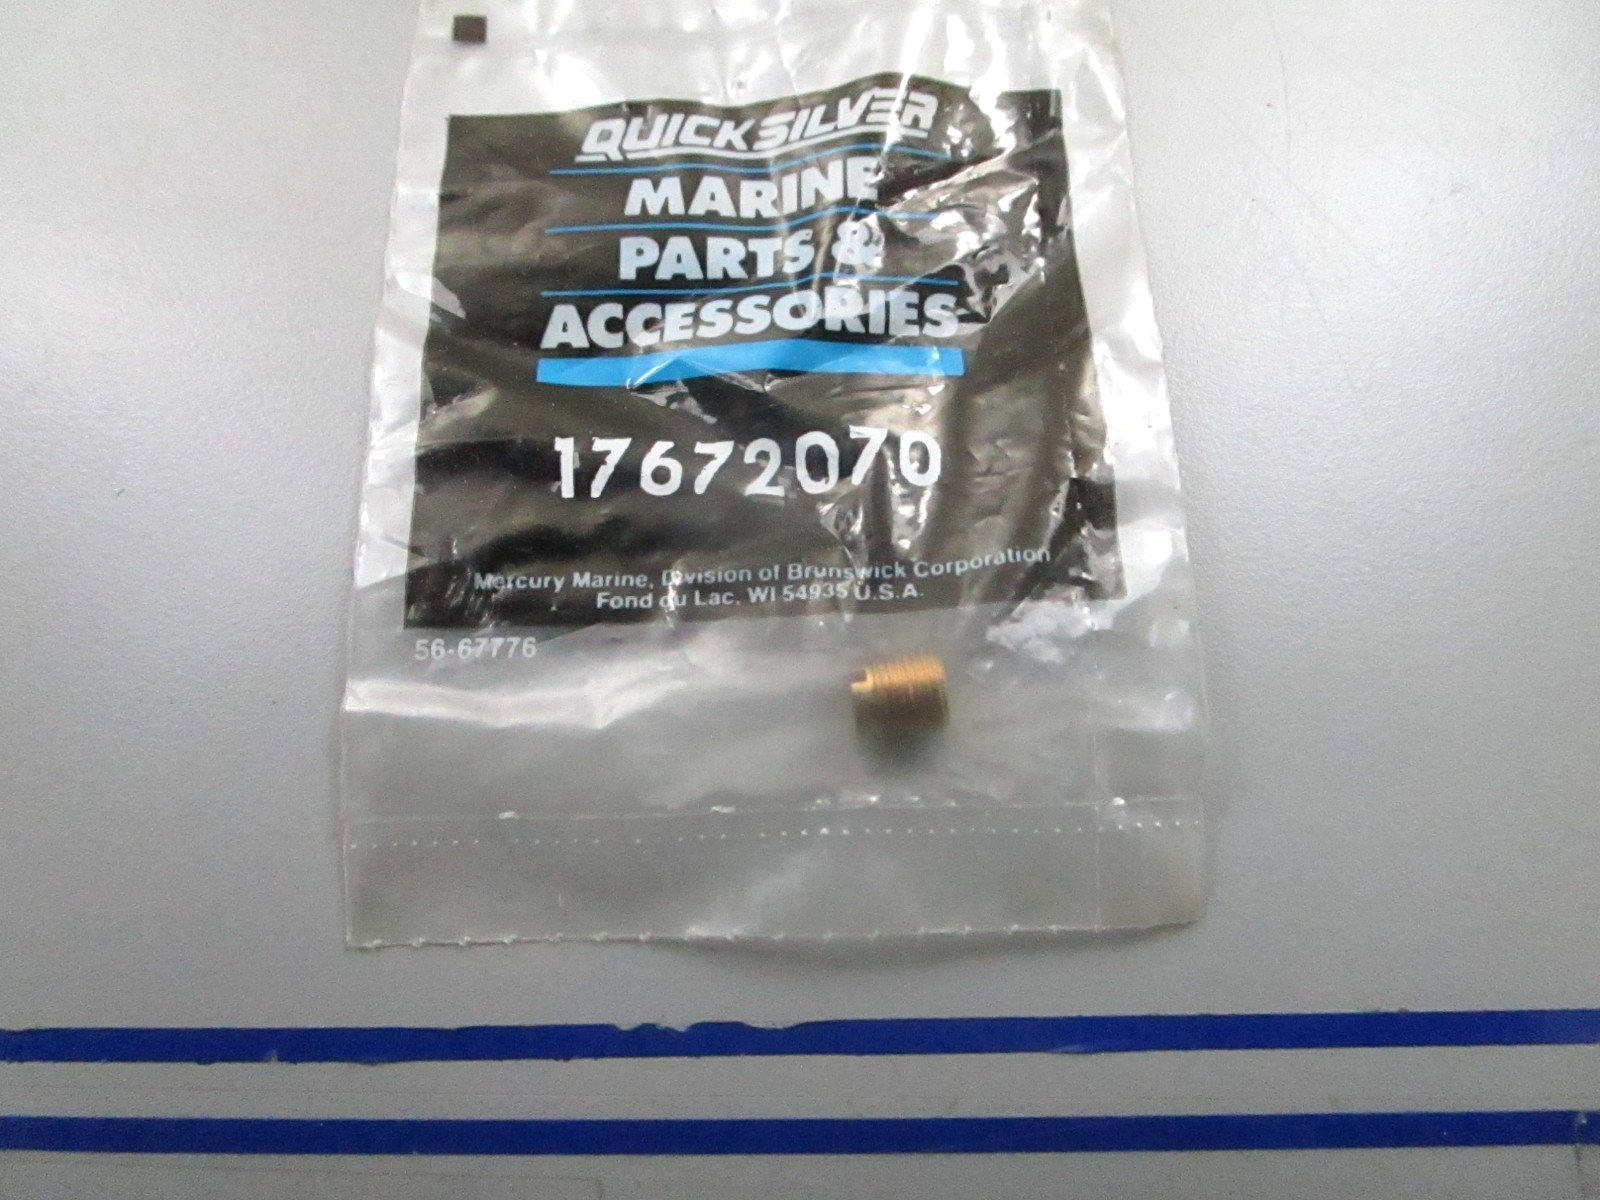 QUICKSILVER
MARINE
PARTS &
ACCESSORIES
17672070
Mercury Marine, Division of Brunswick Corporation
Fond du Lac, WI 54935 U.S.A.
56-67776